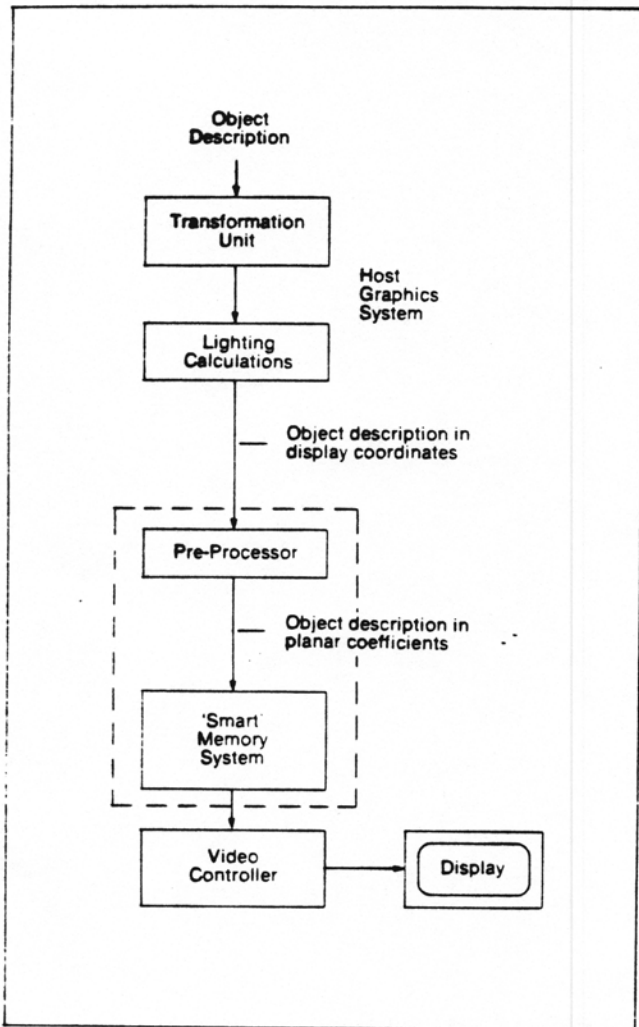 Object
Description
Transformation
Unit
Host
Graphics
System
Lighting
Calculations
Object description in
display coordinates
Pre-Processor
Object description in
planar coefficients
'Smart'
Memory
System
Video
Controller
Display